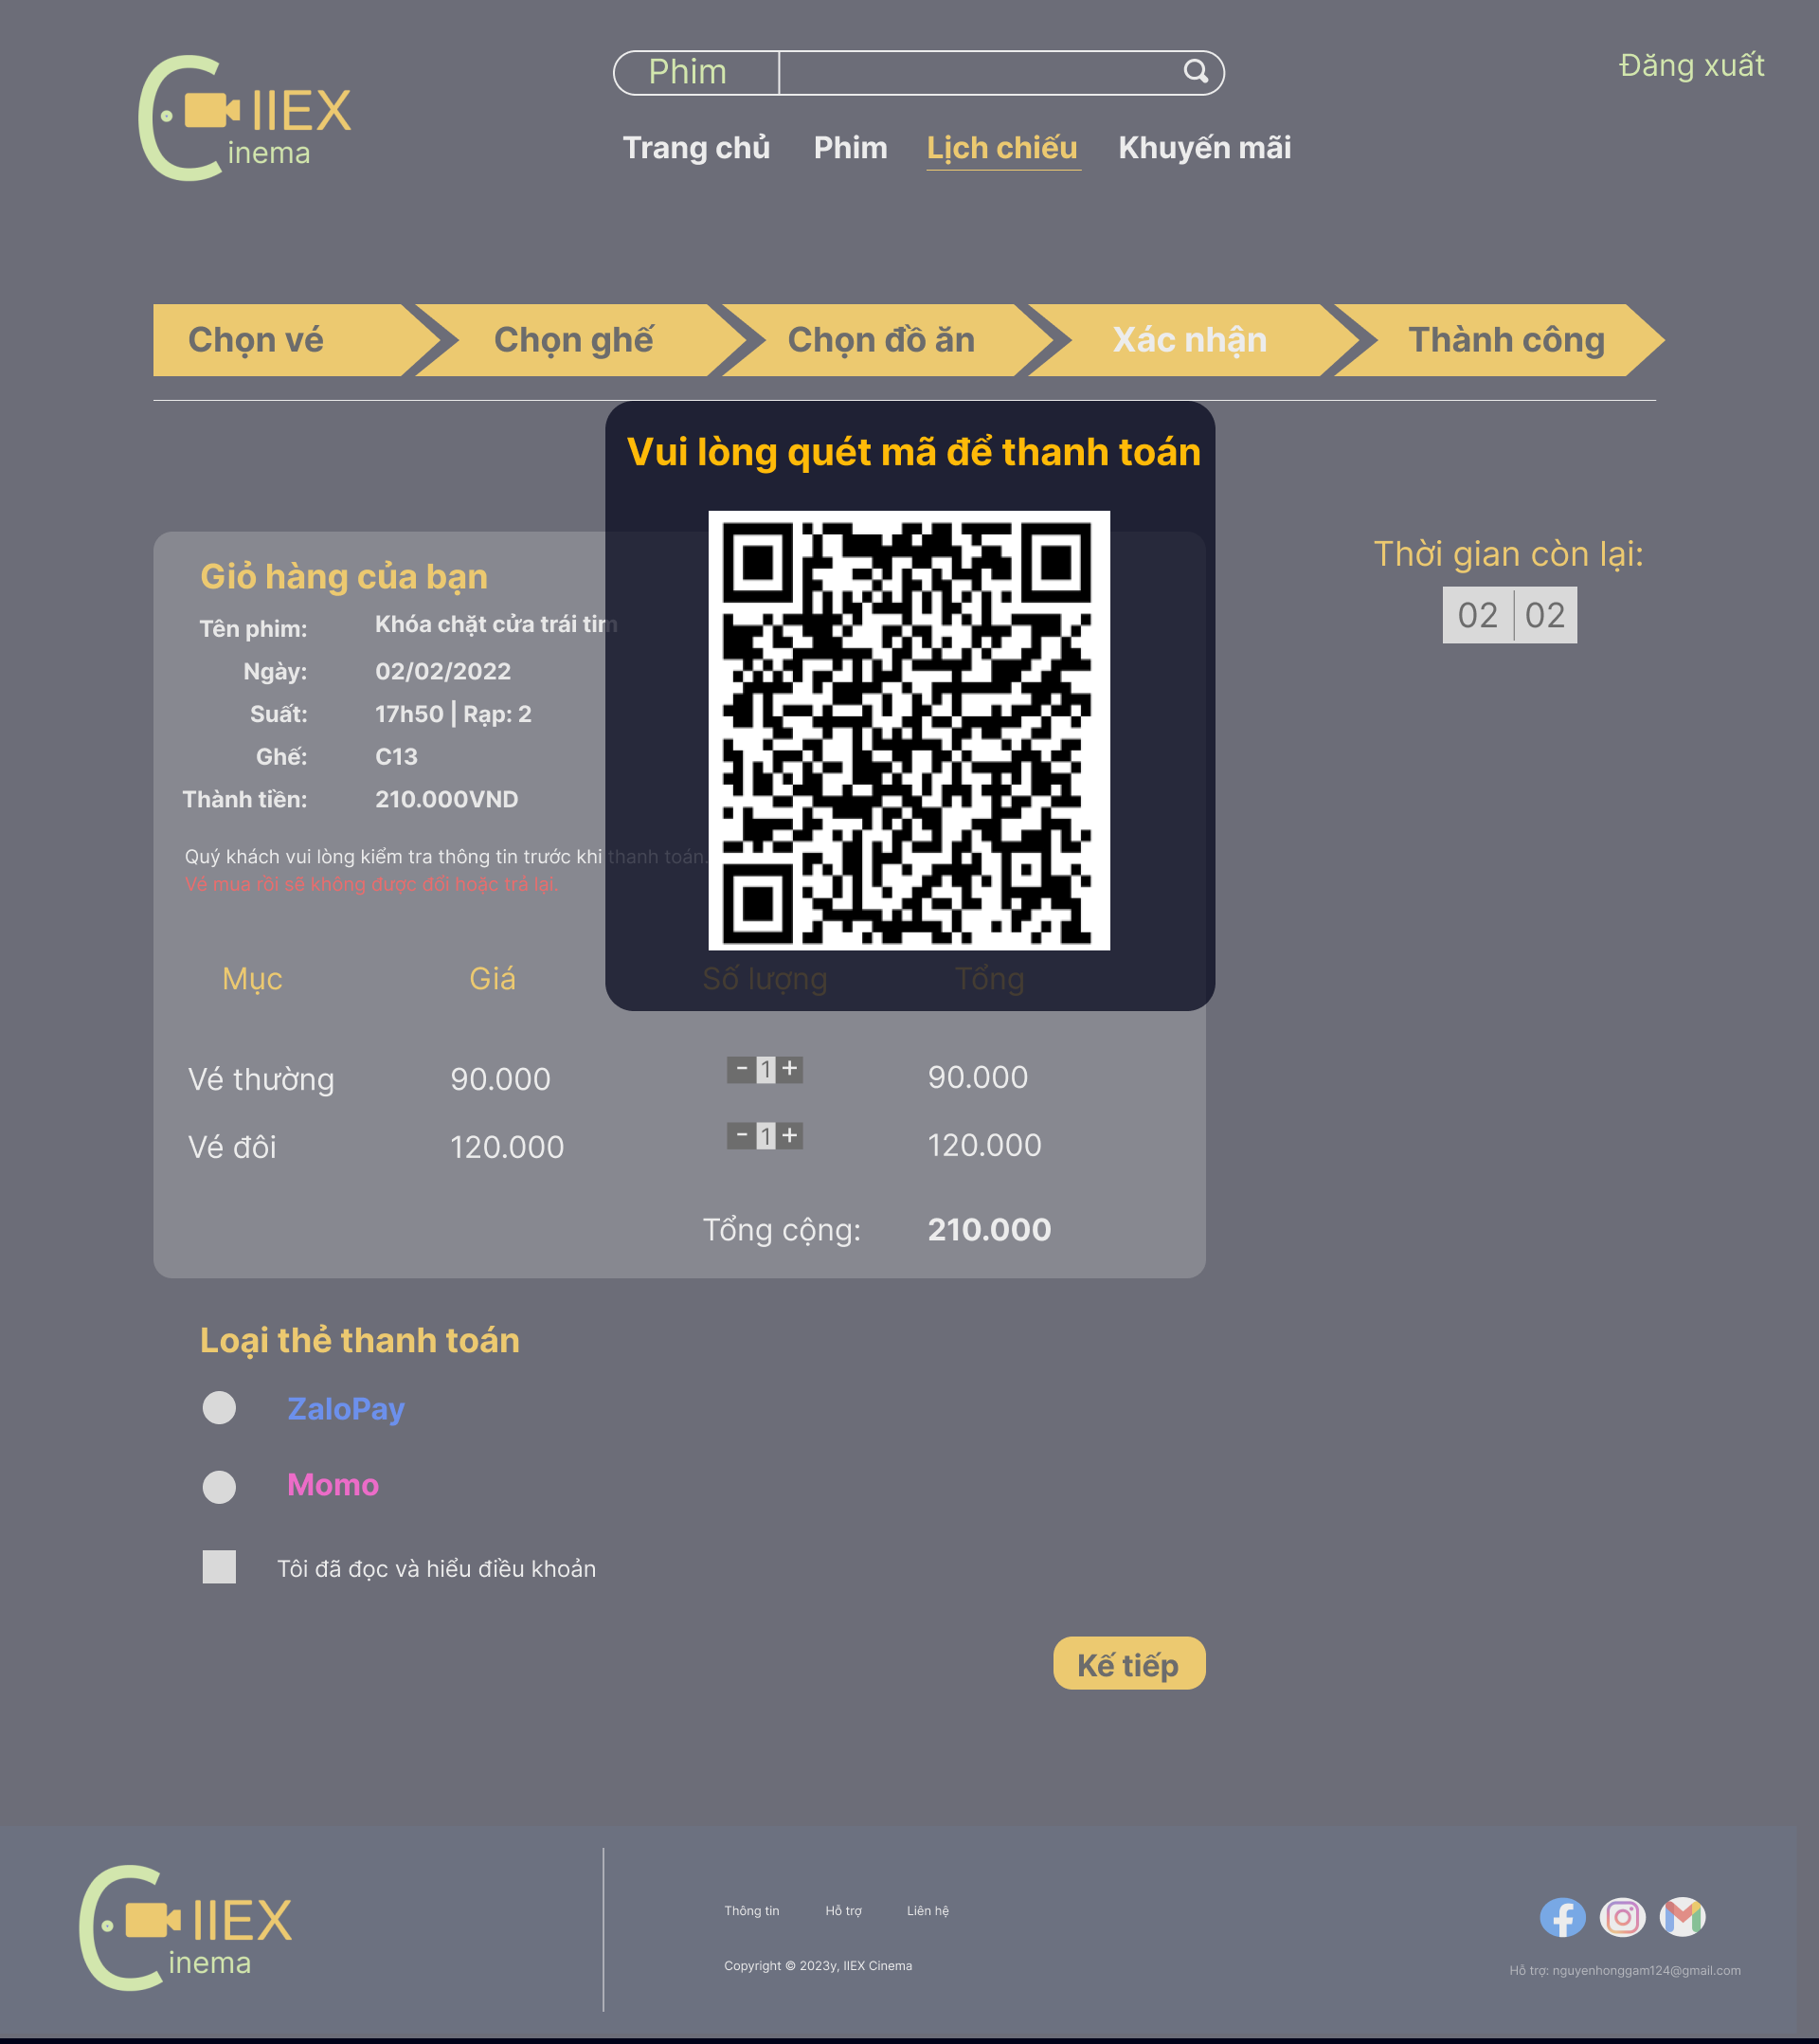 IIEX
inema
Phim
Đăng xuất
Trang chủ
Phim
Lịch chiếu
Khuyến mãi
Chọn vé
Chọn ghế
Chọn đồ ăn
Xác nhận
Thành công
Vui lòng quét mã để thanh toán
Giỏ hàng của bạn
Tên phim: Khóa chặt cửa trái tim
Ngày: 02/02/2022
Suất: 17h50 | Rạp: 2
Ghế: C13
Thành tiền: 210.000VND
Quý khách vui lòng kiểm tra thông tin trước khi thanh toán.
Vé mua rồi sẽ không được đổi hoặc trả lại.
Thời gian còn lại:
02 | 02
Mục Giá Số lượng Tổng
Vé thường 90.000 - 1 + 90.000
Vé đôi 120.000 - 1 + 120.000
Tổng cộng: 210.000
Loại thẻ thanh toán
ZaloPay
Momo
Tôi đã đọc và hiểu điều khoản
Kế tiếp
IIEX
inema
Thông tin Hỗ trợ Liên hệ
Copyright © 2023y, IIEX Cinema
Hỗ trợ: nguyenhonggam124@gmail.com